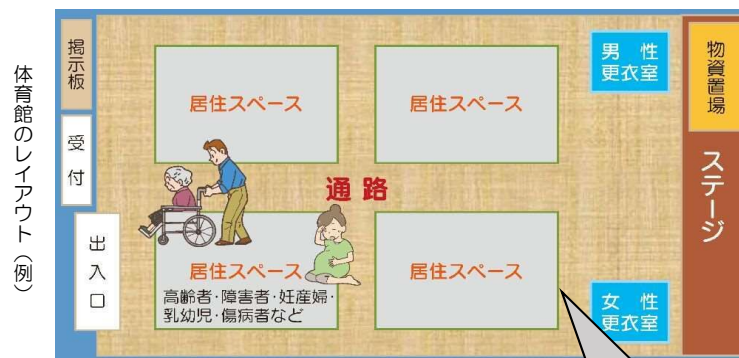 体育館のレイアウト（例）
掲示板
受付
出入口
居住スペース
居住スペース
通路
居住スペース
高齢者・障害者・妊産婦・
乳幼児・傷病者など
居住スペース
男性
更衣室
女性
更衣室
物資置場
ステージ